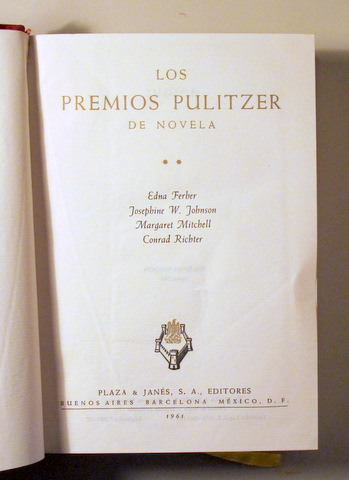 LOS
PREMIOS PULITZER
DE NOVELA
Edna Ferber
Josephine W. Johnson
Margaret Mitchell
Conrad Richter
PLAZA & JANÉS, S. A., EDITORES
BUENOS AIRES BARCELONA MÉXICO, D. F.
1961